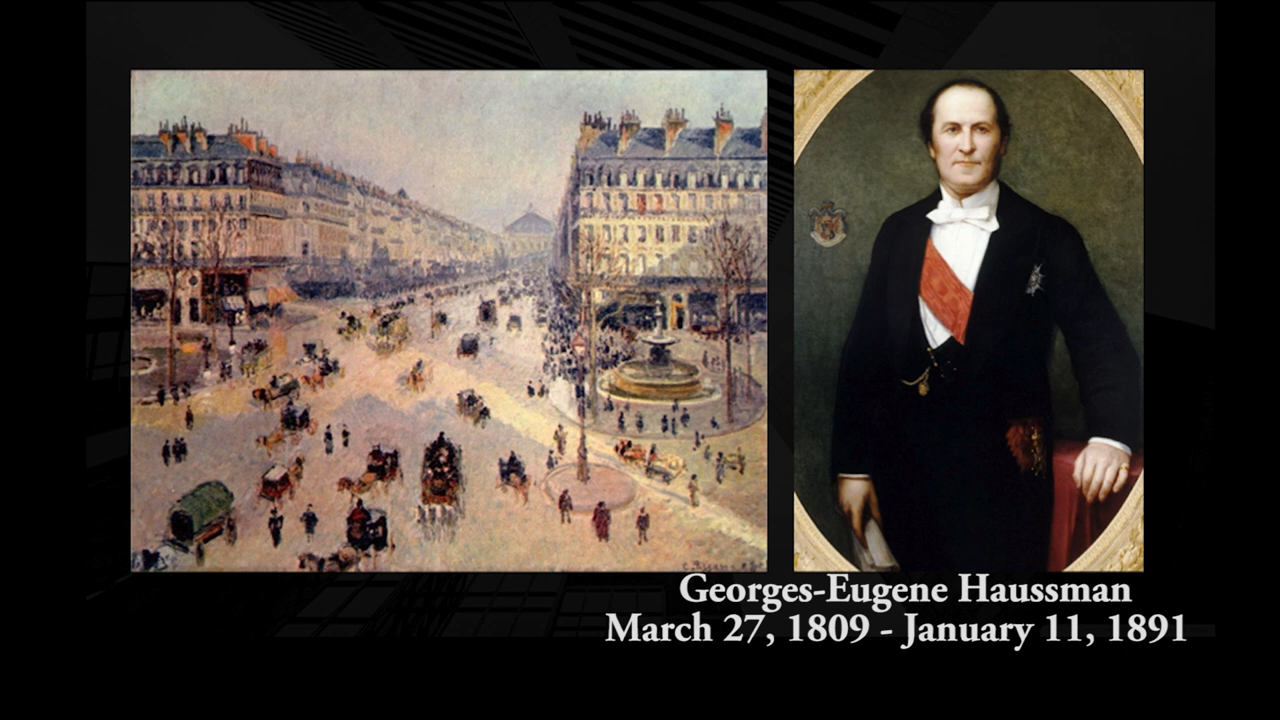 Georges-Eugene Haussman
March 27, 1809 - January 11, 1891